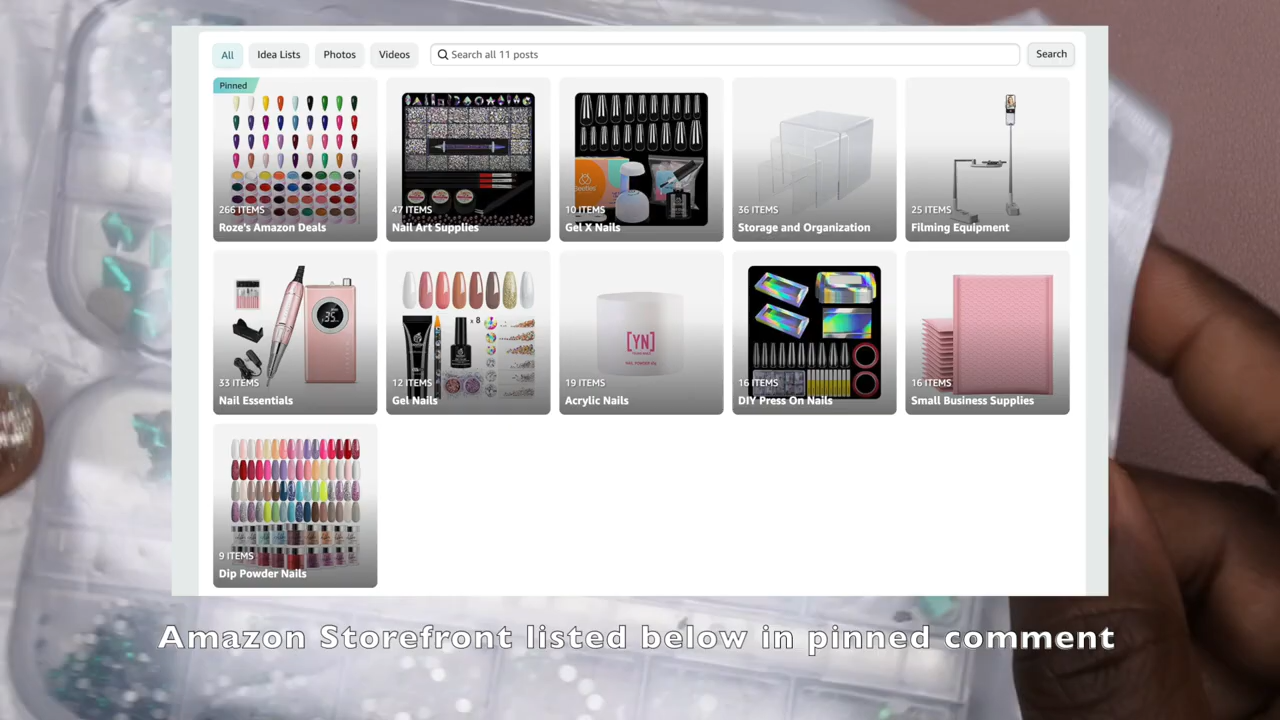 All
Idea Lists
Photos
Videos
Search all 11 posts
Search
Pinned
266 ITEMS
Roze's Amazon Deals
47 ITEMS
Nail Art Supplies
10 ITEMS
Gel X Nails
36 ITEMS
Storage and Organization
25 ITEMS
Filming Equipment
35
33 ITEMS
Nail Essentials
x 8
12 ITEMS
Gel Nails
[YN]
19 ITEMS
Acrylic Nails
16 ITEMS
DIY Press On Nails
16 ITEMS
Small Business Supplies
9 ITEMS
Dip Powder Nails
Amazon Storefront listed below in pinned comment